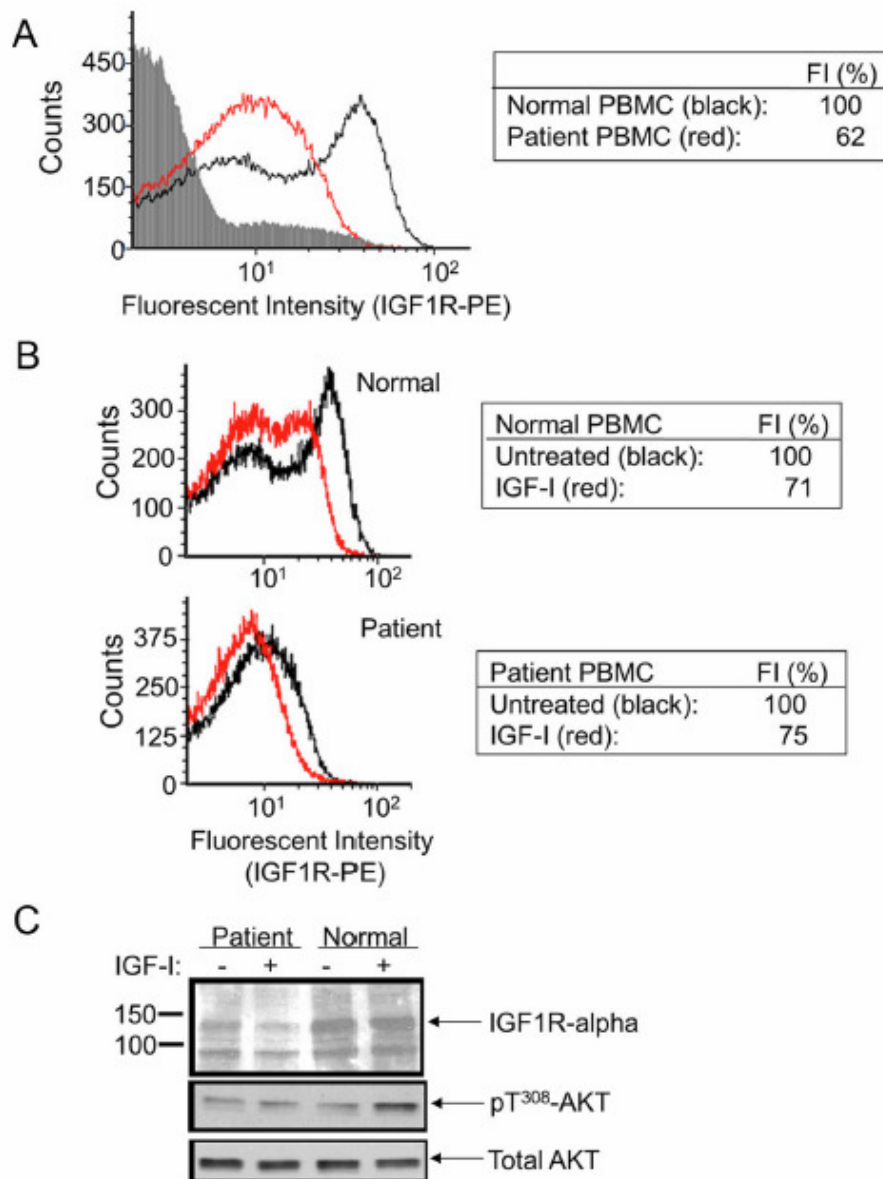 A
Counts
450
300
150
0
10¹ 10²
Fluorescent Intensity (IGF1R-PE)
FI (%)
Normal PBMC (black): 100
Patient PBMC (red): 62
B
Normal
Counts
300
200
100
0
10¹ 10²
Normal PBMC FI (%)
Untreated (black): 100
IGF-I (red): 71
Patient
Counts
375
250
125
0
10¹ 10²
Fluorescent Intensity
(IGF1R-PE)
Patient PBMC FI (%)
Untreated (black): 100
IGF-I (red): 75
C
Patient Normal
IGF-I: - + - +
150
100
IGF1R-alpha
pT³⁰⁸-AKT
Total AKT